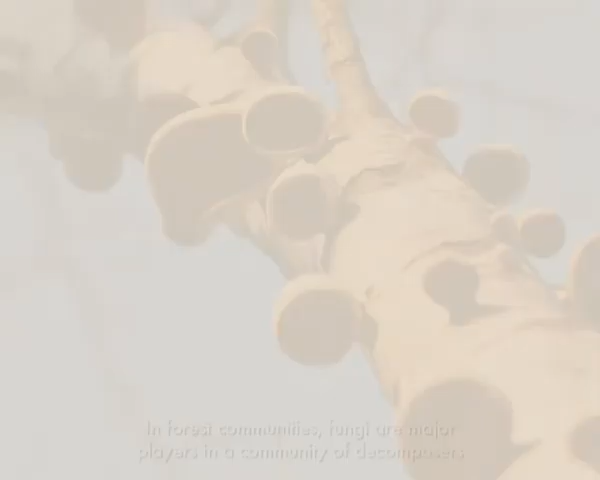 In forest communities, fungi are major
players in a community of decomposers